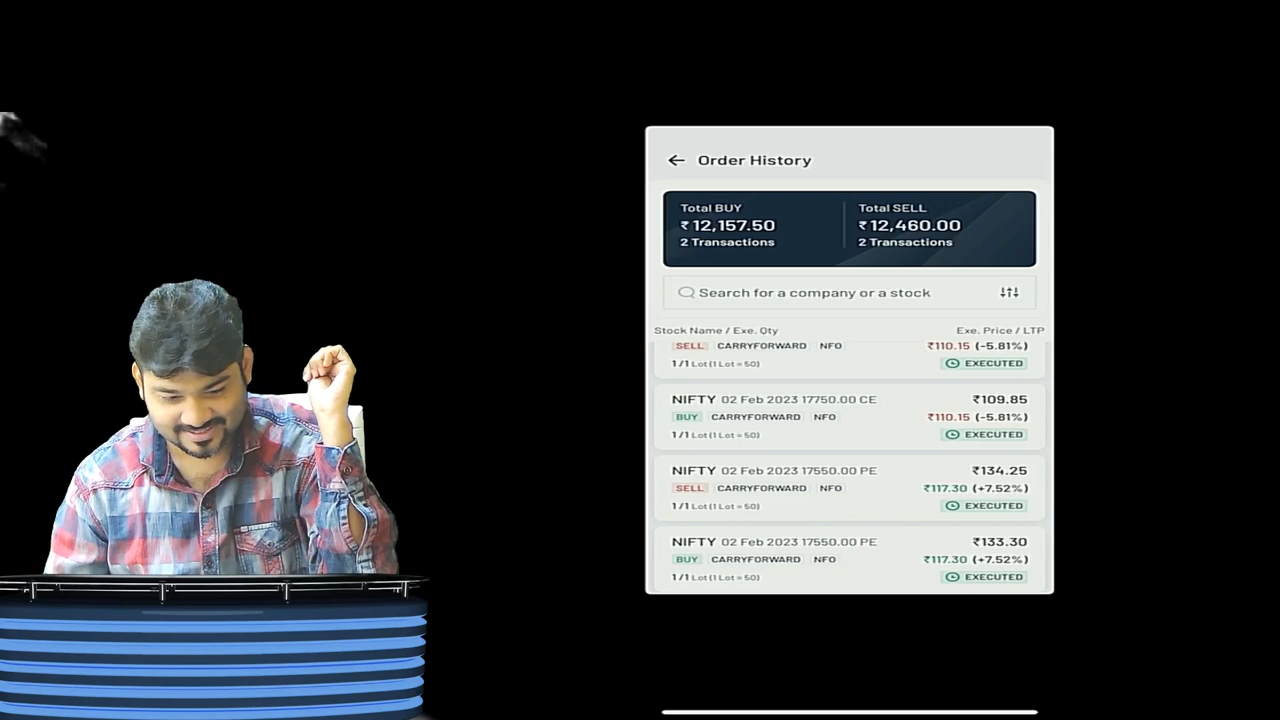 ← Order History
Total BUY
₹12,157.50
2 Transactions
Total SELL
₹12,460.00
2 Transactions
Search for a company or a stock
Stock Name / Exe. Qty Exe. Price / LTP
SELL CARRYFORWARD NFO ₹110.15 (-5.81%)
1/1 Lot (1 Lot = 50) EXECUTED
NIFTY 02 Feb 2023 17750.00 CE ₹109.85
BUY CARRYFORWARD NFO ₹110.15 (-5.81%)
1/1 Lot (1 Lot = 50) EXECUTED
NIFTY 02 Feb 2023 17550.00 PE ₹134.25
SELL CARRYFORWARD NFO ₹117.30 (+7.52%)
1/1 Lot (1 Lot = 50) EXECUTED
NIFTY 02 Feb 2023 17550.00 PE ₹133.30
BUY CARRYFORWARD NFO ₹117.30 (+7.52%)
1/1 Lot (1 Lot = 50) EXECUTED